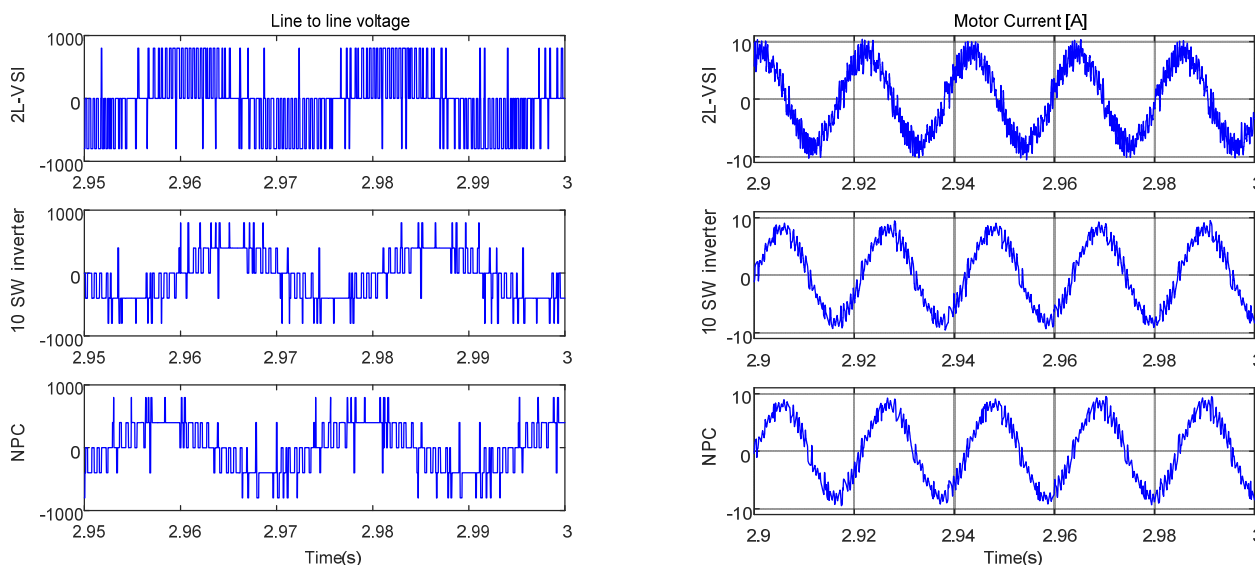 Line to line voltage
2L-VSI
1000
0
-1000
2.95 2.96 2.97 2.98 2.99 3
10 SW inverter
1000
0
-1000
2.95 2.96 2.97 2.98 2.99 3
NPC
1000
0
-1000
2.95 2.96 2.97 2.98 2.99 3
Time(s)
Motor Current [A]
2L-VSI
10
0
-10
2.9 2.92 2.94 2.96 2.98 3
10 SW inverter
10
0
-10
2.9 2.92 2.94 2.96 2.98 3
NPC
10
0
-10
2.9 2.92 2.94 2.96 2.98 3
Time(s)